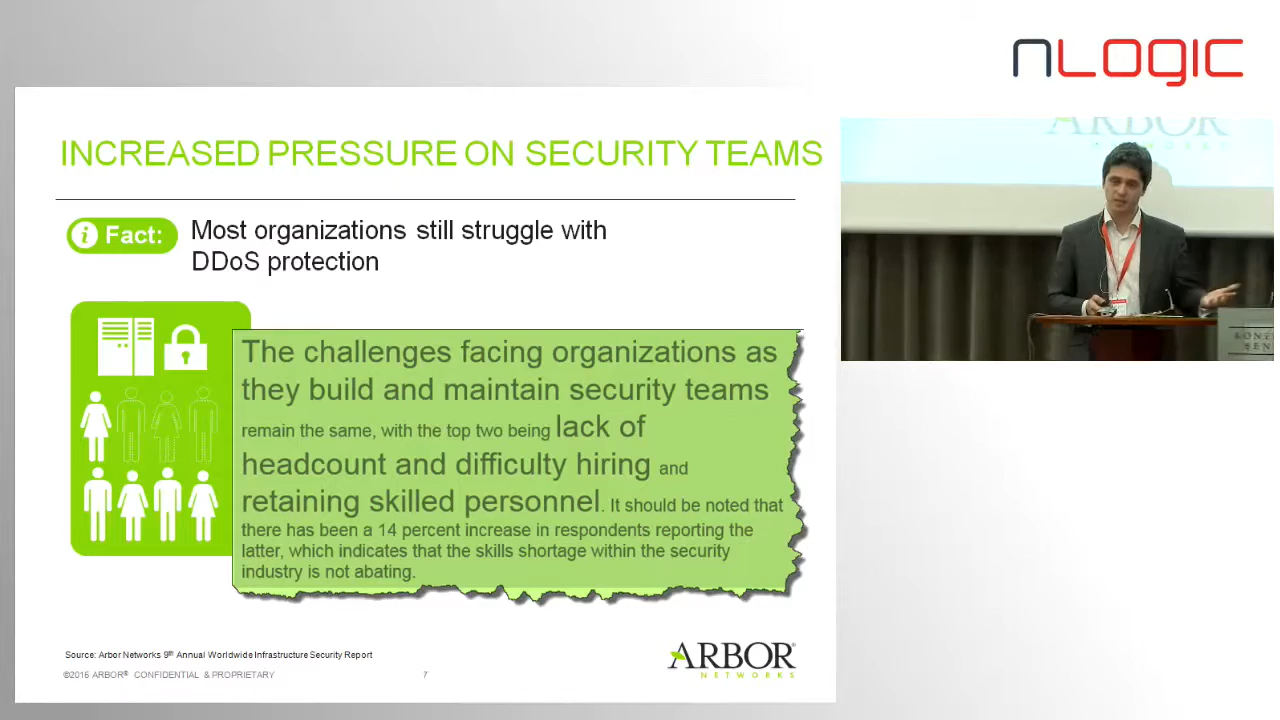 nLOGIC
INCREASED PRESSURE ON SECURITY TEAMS
i Fact:
Most organizations still struggle with
DDoS protection
The challenges facing organizations as
they build and maintain security teams
remain the same, with the top two being lack of
headcount and difficulty hiring and
retaining skilled personnel. It should be noted that
there has been a 14 percent increase in respondents reporting the
latter, which indicates that the skills shortage within the security
industry is not abating.
Source: Arbor Networks 9th Annual Worldwide Infrastructure Security Report
©2016 ARBOR® CONFIDENTIAL & PROPRIETARY
7
ARBOR®
NETWORKS
ARBOR
NETWORKS